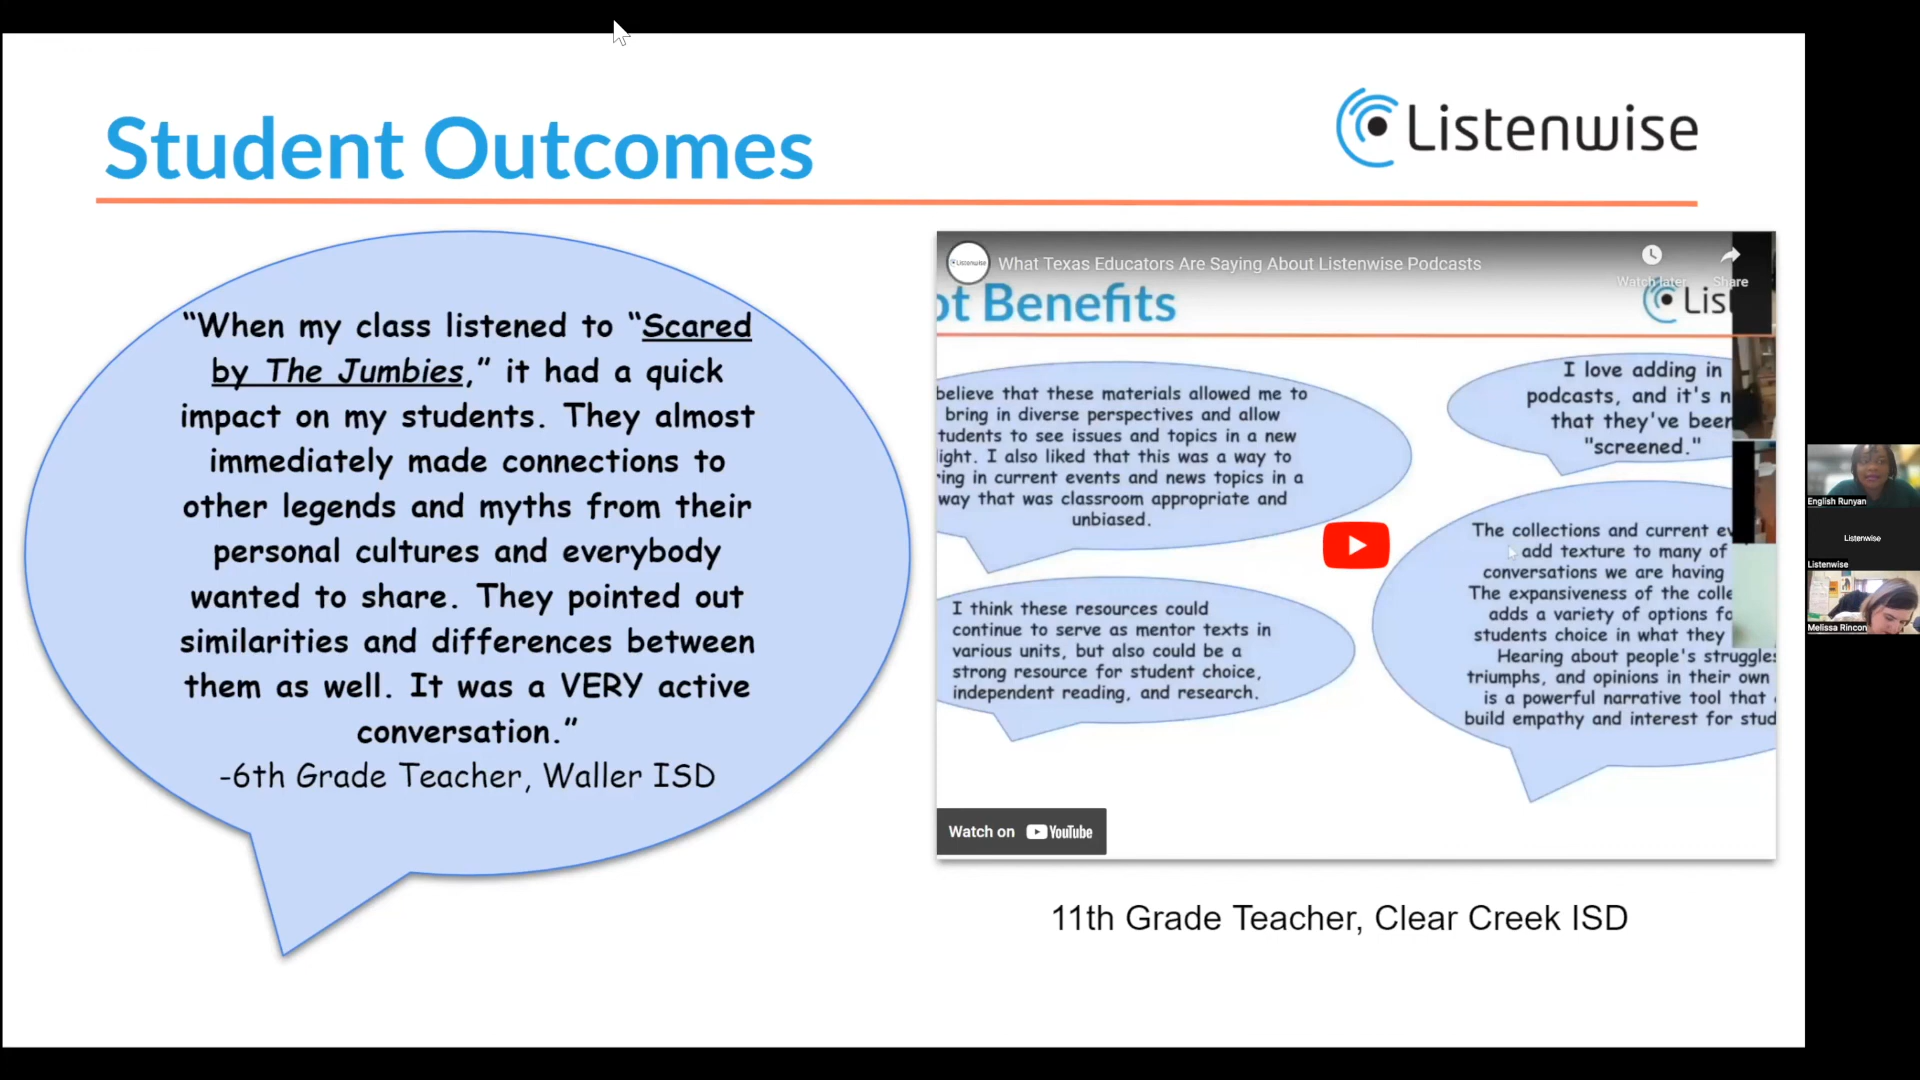 Student Outcomes
Listenwise
“When my class listened to “Scared
by The Jumbies,” it had a quick
impact on my students. They almost
immediately made connections to
other legends and myths from their
personal cultures and everybody
wanted to share. They pointed out
similarities and differences between
them as well. It was a VERY active
conversation.”
-6th Grade Teacher, Waller ISD
Listenwise
What Texas Educators Are Saying About Listenwise Podcasts
Watch later
Share
ot Benefits
Lis
believe that these materials allowed me to
bring in diverse perspectives and allow
tudents to see issues and topics in a new
light. I also liked that this was a way to
ring in current events and news topics in a
way that was classroom appropriate and
unbiased.
I love adding in
podcasts, and it's n
that they've been
"screened."
I think these resources could
continue to serve as mentor texts in
various units, but also could be a
strong resource for student choice,
independent reading, and research.
The collections and current ev
add texture to many of
conversations we are having
The expansiveness of the colle
adds a variety of options fo
students choice in what they
Hearing about people's struggles
triumphs, and opinions in their own
is a powerful narrative tool that
build empathy and interest for stud
Watch on YouTube
11th Grade Teacher, Clear Creek ISD
English Runyan
Listenwise
Listenwise
Melissa Rincon